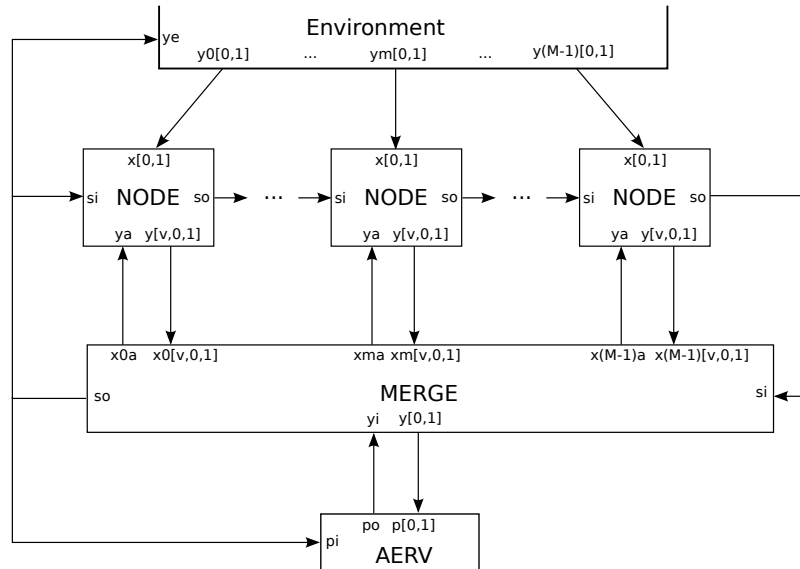 Environment
ye
y0[0,1] ... ym[0,1] ... y(M-1)[0,1]
x[0,1] x[0,1] x[0,1]
si NODE so ... si NODE so ... si NODE so
ya y[v,0,1] ya y[v,0,1] ya y[v,0,1]
x0a x0[v,0,1] xma xm[v,0,1] x(M-1)a x(M-1)[v,0,1]
so MERGE si
yi y[0,1]
po p[0,1]
pi AERV